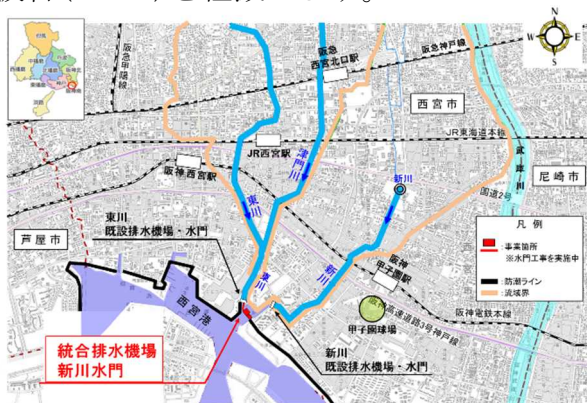 N
W E
S
阪急甲陽線
阪急
西宮北口駅
阪急神戸線
西宮市
JR東海道本線
JR西宮駅
阪神西宮駅
津門川
新川
武庫川
尼崎市
国道2号
東川
東川
既設排水機場・水門
芦屋市
東川
新川
阪神
甲子園駅
凡例
:事業箇所
※水門工事を実施中
:防潮ライン
:流域界
西宮港
甲子園球場
阪神高速道路3号神戸線
阪神電鉄本線
統合排水機場
新川水門
新川
既設排水機場・水門